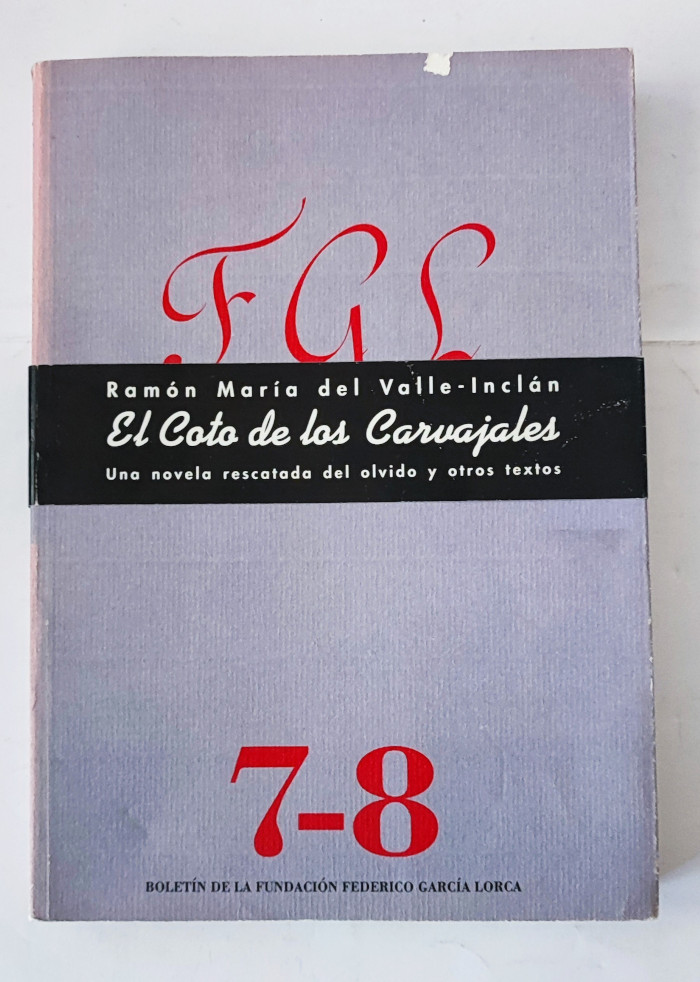 FGL
Ramón María del Valle-Inclán
El Coto de los Carvajales
Una novela rescatada del olvido y otros textos
7-8
BOLETÍN DE LA FUNDACIÓN FEDERICO GARCÍA LORCA